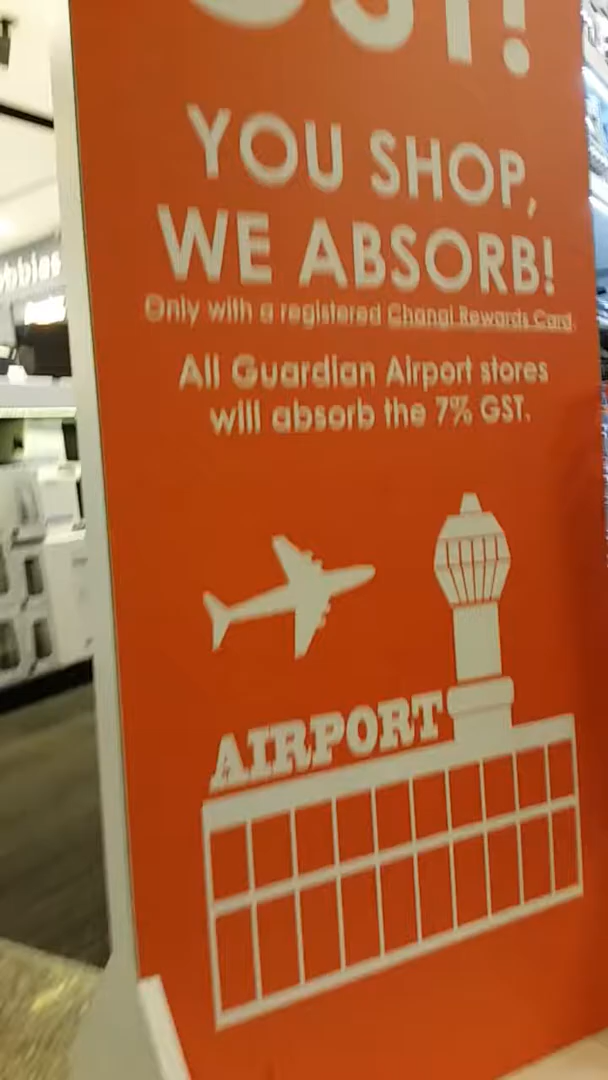 GST!
YOU SHOP,
WE ABSORB!
Only with a registered Changi Rewards Card.
All Guardian Airport stores
will absorb the 7% GST.
AIRPORT